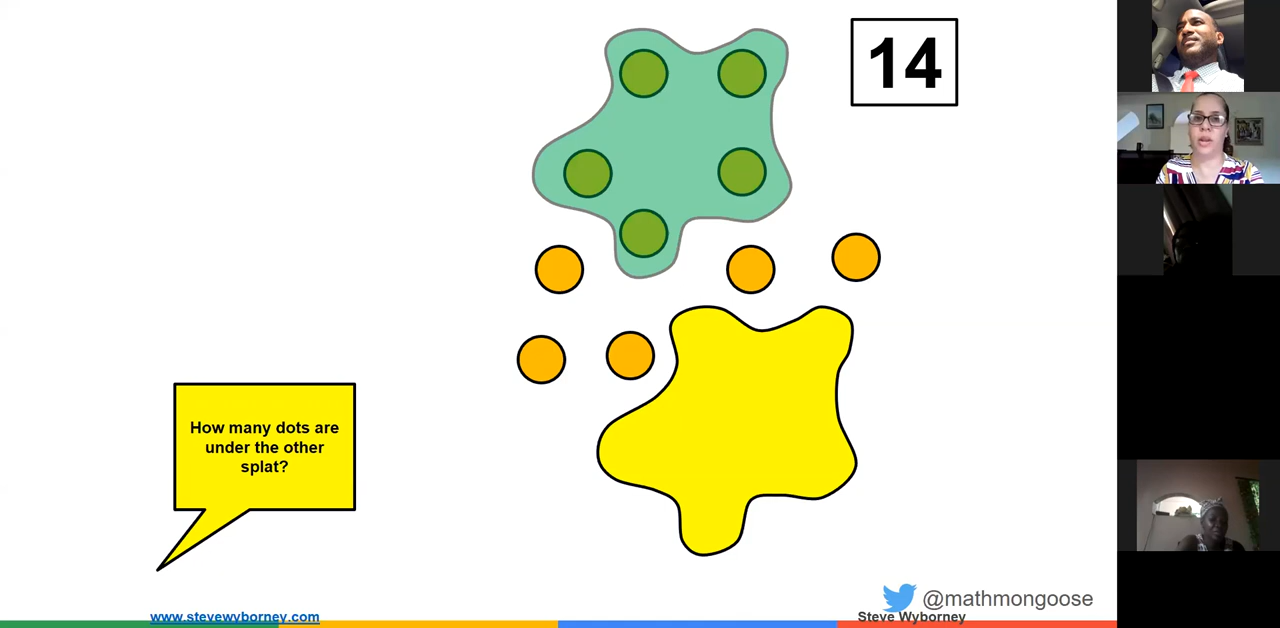 14
How many dots are
under the other
splat?
@mathmongoose
www.stevewyborney.com
Steve Wyborney